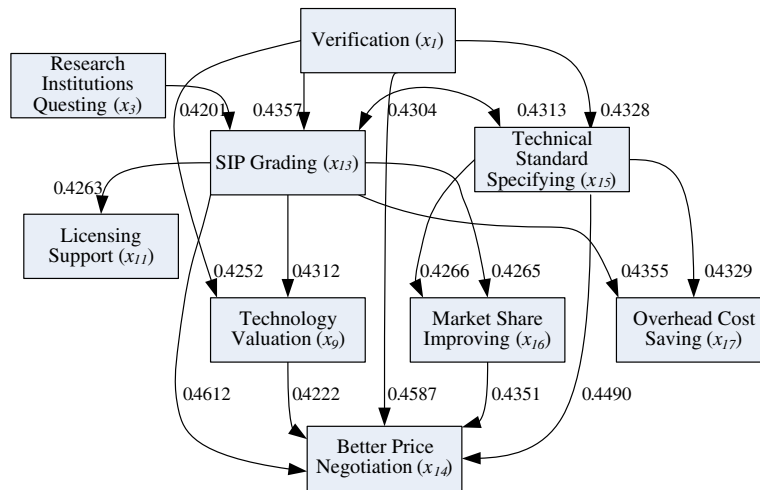 Verification (x1)
Research
Institutions
Questing (x3)
0.4201
0.4357
0.4304
0.4313
0.4328
SIP Grading (x13)
Technical
Standard
Specifying (x15)
0.4263
Licensing
Support (x11)
0.4252
0.4312
0.4266
0.4265
0.4355
0.4329
Technology
Valuation (x9)
Market Share
Improving (x16)
Overhead Cost
Saving (x17)
0.4612
0.4222
0.4587
0.4351
0.4490
Better Price
Negotiation (x14)